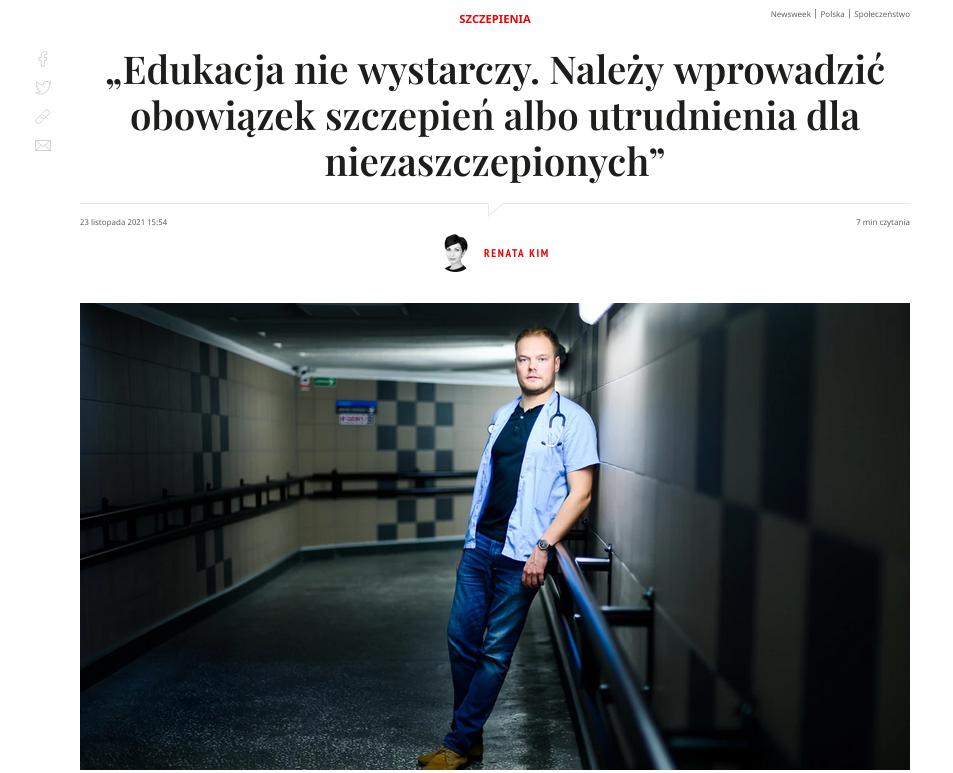 SZCZEPIENIA
Newsweek | Polska | Społeczeństwo
„Edukacja nie wystarczy. Należy wprowadzić
obowiązek szczepień albo utrudnienia dla
niezaszczepionych”
23 listopada 2021 15:54
7 min czytania
RENATA KIM